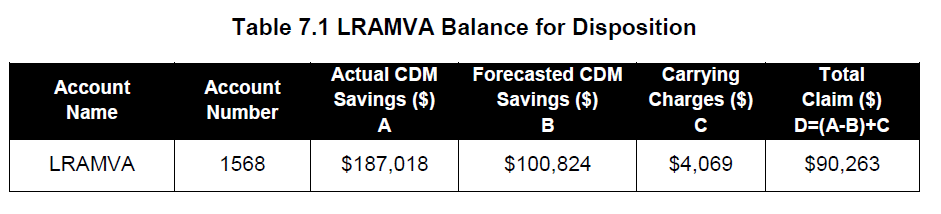 Table 7.1 LRAMVA Balance for Disposition
Account Name Account Number Actual CDM Savings ($) A Forecasted CDM Savings ($) B Carrying Charges ($) C Total Claim ($) D=(A-B)+C
LRAMVA 1568 $187,018 $100,824 $4,069 $90,263